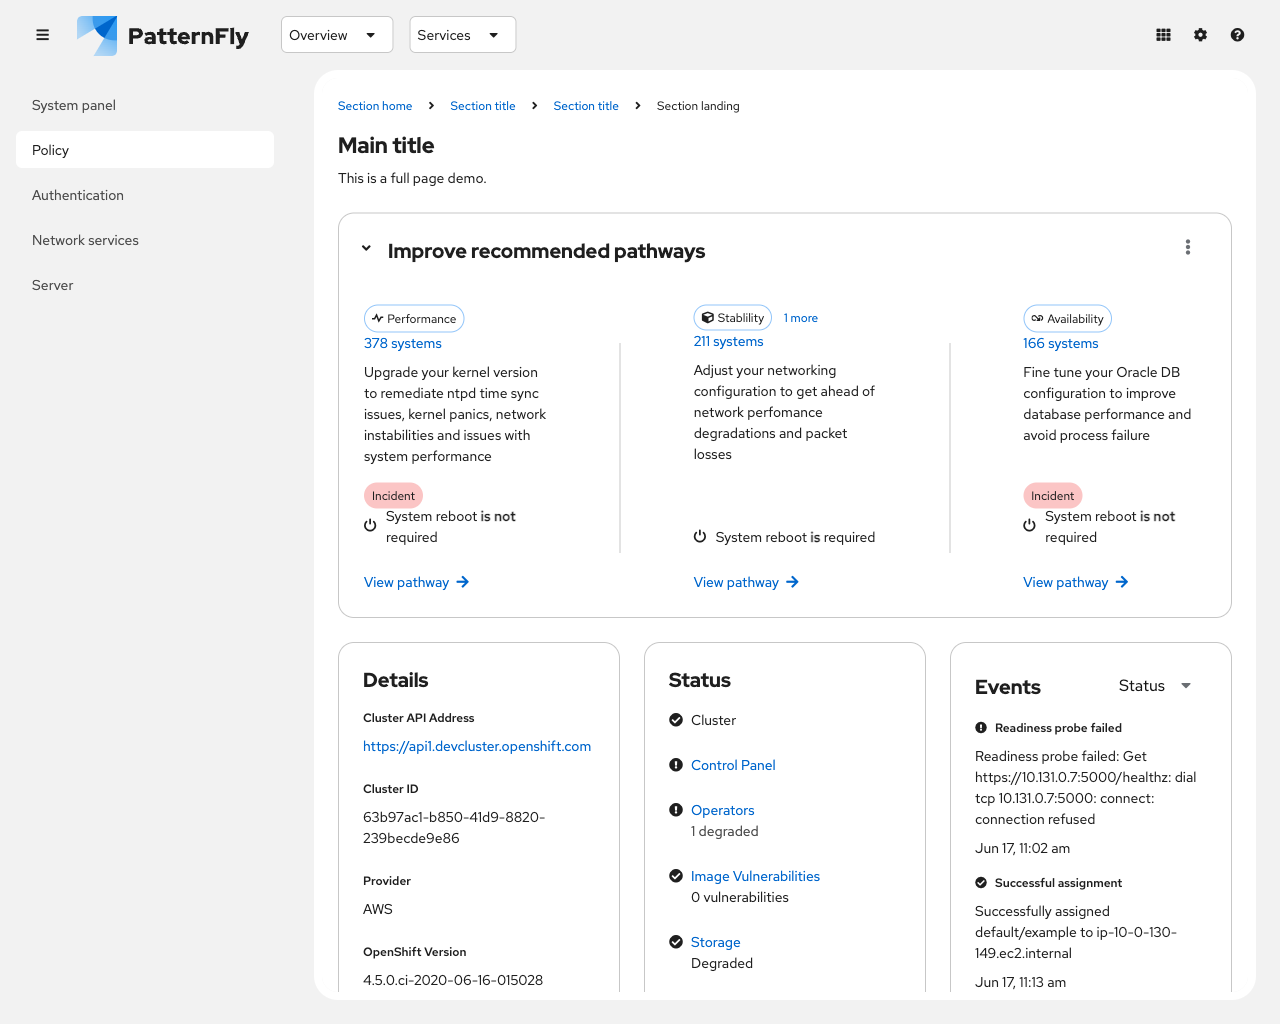 PatternFly
Overview
Services
System panel
Policy
Authentication
Network services
Server
Section home
Section title
Section title
Section landing
Main title
This is a full page demo.
Improve recommended pathways
Performance
378 systems
Upgrade your kernel version
to remediate ntpd time sync
issues, kernel panics, network
instabilities and issues with
system performance
Incident
System reboot is not
required
View pathway
Stablility
1 more
211 systems
Adjust your networking
configuration to get ahead of
network perfomance
degradations and packet
losses
System reboot is required
View pathway
Availability
166 systems
Fine tune your Oracle DB
configuration to improve
database performance and
avoid process failure
Incident
System reboot is not
required
View pathway
Details
Cluster API Address
https://api1.devcluster.openshift.com
Cluster ID
63b97ac1-b850-41d9-8820-
239becde9e86
Provider
AWS
OpenShift Version
4.5.0.ci-2020-06-16-015028
Status
Cluster
Control Panel
Operators
1 degraded
Image Vulnerabilities
0 vulnerabilities
Storage
Degraded
Events
Status
Readiness probe failed
Readiness probe failed: Get
https://10.131.0.7:5000/healthz: dial
tcp 10.131.0.7:5000: connect:
connection refused
Jun 17, 11:02 am
Successful assignment
Successfully assigned
default/example to ip-10-0-130-
149.ec2.internal
Jun 17, 11:13 am